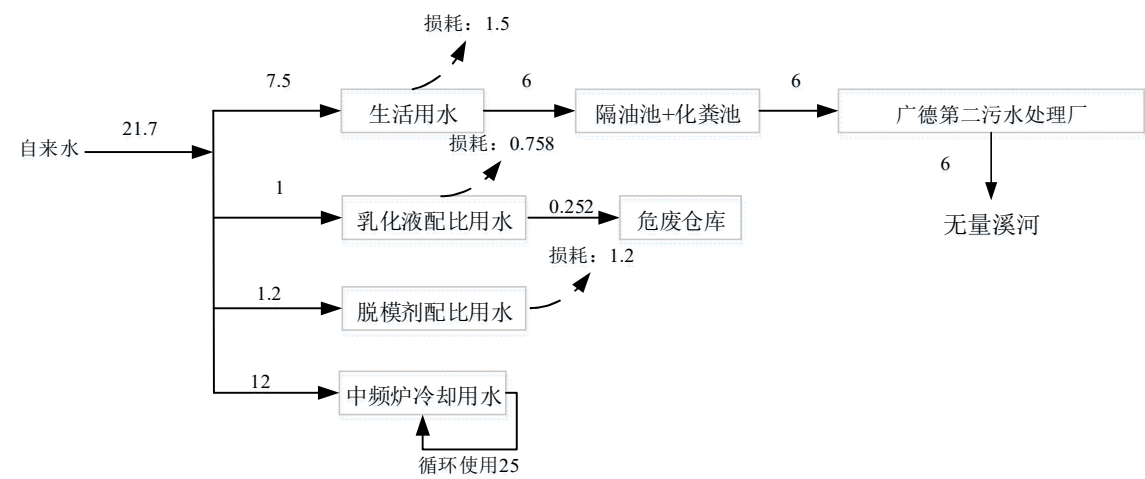 损耗：1.5
7.5
6
6
生活用水
隔油池+化粪池
广德第二污水处理厂
21.7
自来水
损耗：0.758
6
1
乳化液配比用水
0.252
危废仓库
无量溪河
损耗：1.2
1.2
脱模剂配比用水
12
中频炉冷却用水
循环使用25